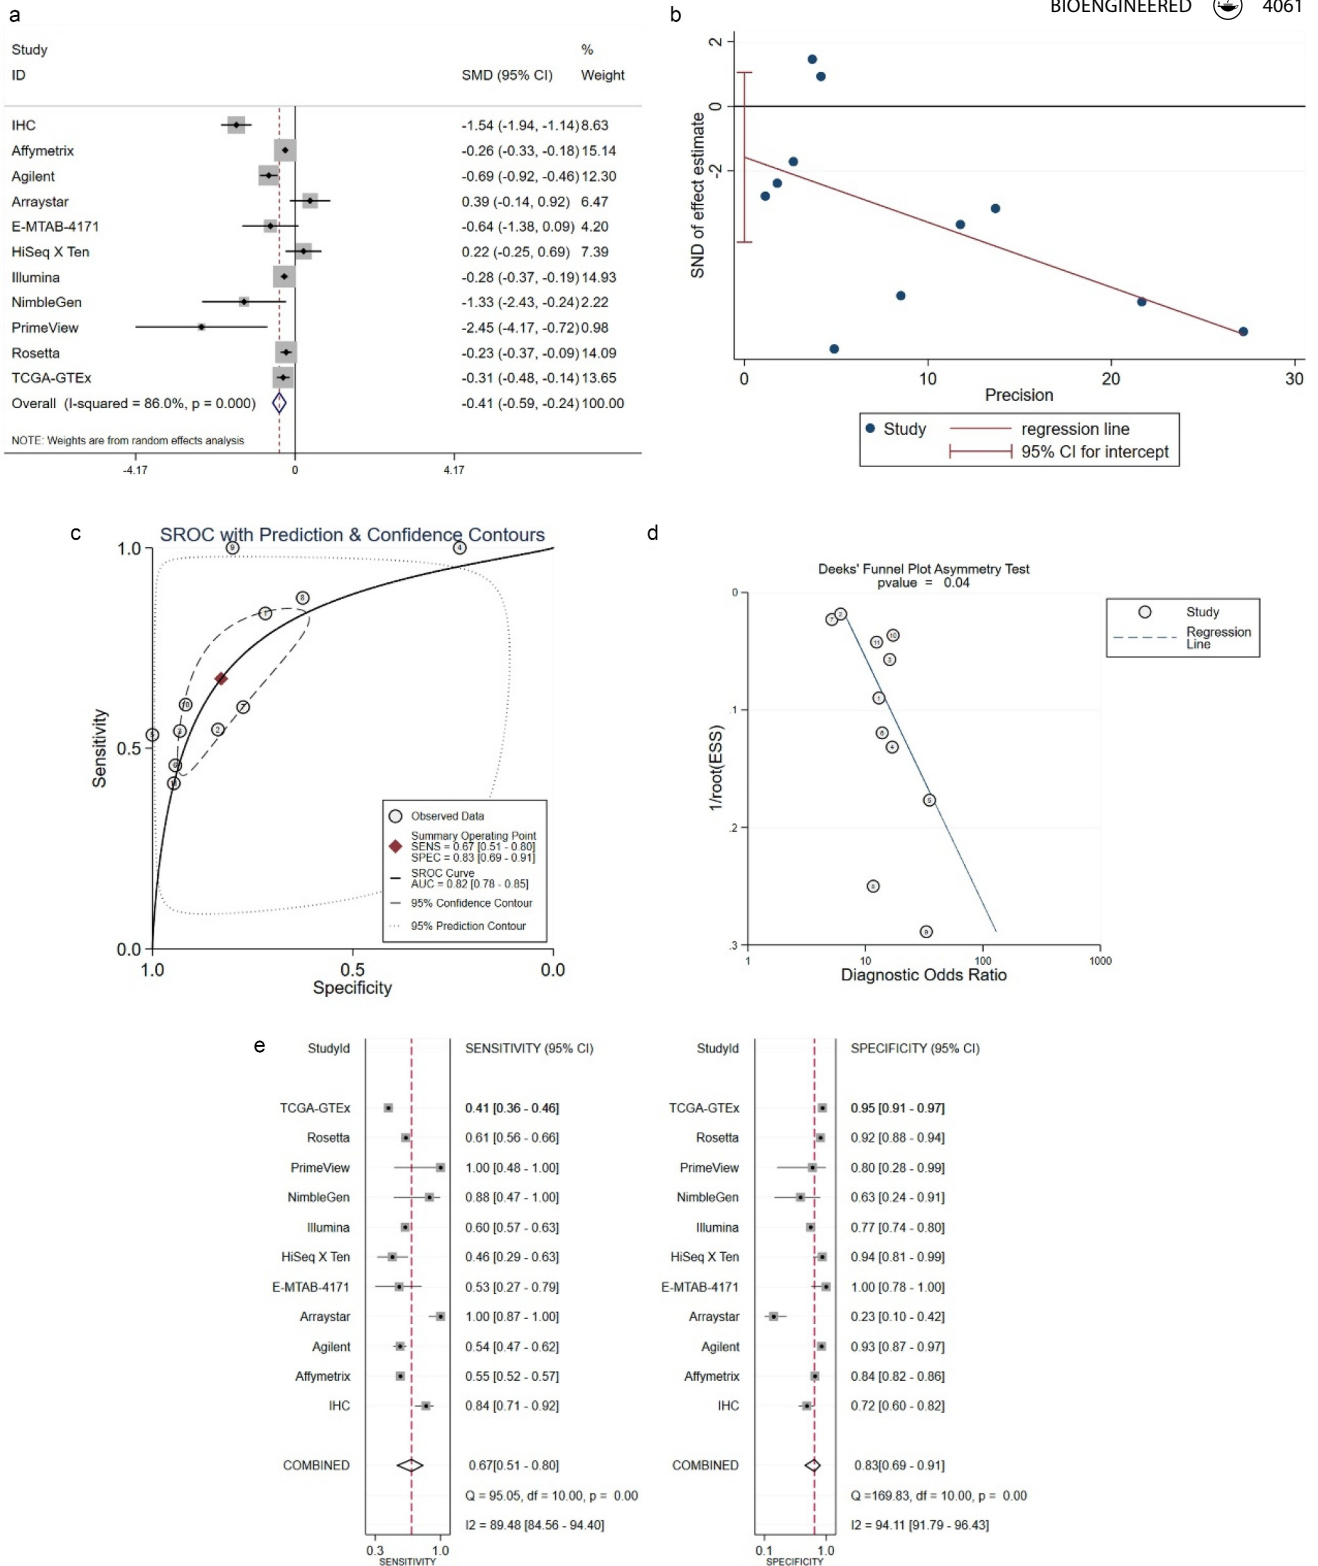 BIOENGINEERED 4061
a
Study %
ID SMD (95% CI) Weight
IHC -1.54 (-1.94, -1.14) 8.63
Affymetrix -0.26 (-0.33, -0.18) 15.14
Agilent -0.69 (-0.92, -0.46) 12.30
Arraystar 0.39 (-0.14, 0.92) 6.47
E-MTAB-4171 -0.64 (-1.38, 0.09) 4.20
HiSeq X Ten 0.22 (-0.25, 0.69) 7.39
Illumina -0.28 (-0.37, -0.19) 14.93
NimbleGen -1.33 (-2.43, -0.24) 2.22
PrimeView -2.45 (-4.17, -0.72) 0.98
Rosetta -0.23 (-0.37, -0.09) 14.09
TCGA-GTEx -0.31 (-0.48, -0.14) 13.65
Overall (I-squared = 86.0%, p = 0.000) -0.41 (-0.59, -0.24) 100.00
NOTE: Weights are from random effects analysis
-4.17 0 4.17
b
2
0
-2
SND of effect estimate
0 10 20 30
Precision
Study regression line
95% CI for intercept
c
SROC with Prediction & Confidence Contours
1.0
0.5
0.0
Sensitivity
9
4
8
1
10
7
3
2
5
6
11
Observed Data
Summary Operating Point
SENS = 0.67 [0.51 - 0.80]
SPEC = 0.83 [0.69 - 0.91]
SROC Curve
AUC = 0.82 [0.78 - 0.85]
95% Confidence Contour
95% Prediction Contour
1.0 0.5 0.0
Specificity
d
Deeks' Funnel Plot Asymmetry Test
pvalue = 0.04
0
.1
.2
.3
1/root(ESS)
7
2
10
11
3
1
6
4
5
8
9
1 10 100 1000
Diagnostic Odds Ratio
Study
Regression
Line
e
StudyId SENSITIVITY (95% CI)
TCGA-GTEx 0.41 [0.36 - 0.46]
Rosetta 0.61 [0.56 - 0.66]
PrimeView 1.00 [0.48 - 1.00]
NimbleGen 0.88 [0.47 - 1.00]
Illumina 0.60 [0.57 - 0.63]
HiSeq X Ten 0.46 [0.29 - 0.63]
E-MTAB-4171 0.53 [0.27 - 0.79]
Arraystar 1.00 [0.87 - 1.00]
Agilent 0.54 [0.47 - 0.62]
Affymetrix 0.55 [0.52 - 0.57]
IHC 0.84 [0.71 - 0.92]
COMBINED 0.67[0.51 - 0.80]
Q = 95.05, df = 10.00, p = 0.00
I2 = 89.48 [84.56 - 94.40]
0.3 1.0
SENSITIVITY
StudyId SPECIFICITY (95% CI)
TCGA-GTEx 0.95 [0.91 - 0.97]
Rosetta 0.92 [0.88 - 0.94]
PrimeView 0.80 [0.28 - 0.99]
NimbleGen 0.63 [0.24 - 0.91]
Illumina 0.77 [0.74 - 0.80]
HiSeq X Ten 0.94 [0.81 - 0.99]
E-MTAB-4171 1.00 [0.78 - 1.00]
Arraystar 0.23 [0.10 - 0.42]
Agilent 0.93 [0.87 - 0.97]
Affymetrix 0.84 [0.82 - 0.86]
IHC 0.72 [0.60 - 0.82]
COMBINED 0.83[0.69 - 0.91]
Q =169.83, df = 10.00, p = 0.00
I2 = 94.11 [91.79 - 96.43]
0.1 1.0
SPECIFICITY